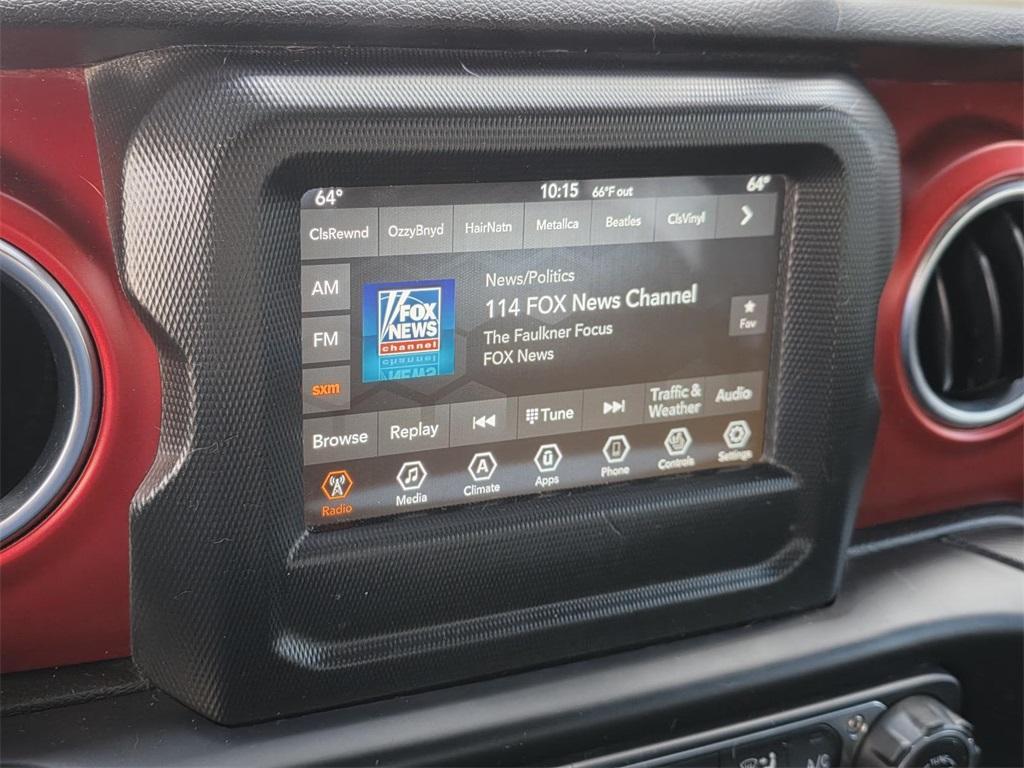 64° 10:15 66°F out 64°
ClsRewnd OzzyBnyd HairNatn Metallca Beatles ClsVinyl
AM
FM
sxm
FOX
NEWS
channel
News/Politics
114 FOX News Channel
The Faulkner Focus
FOX News
Fav
Browse Replay Tune Traffic & Weather Audio
Radio Media Climate Apps Phone Controls Settings
A
A/C